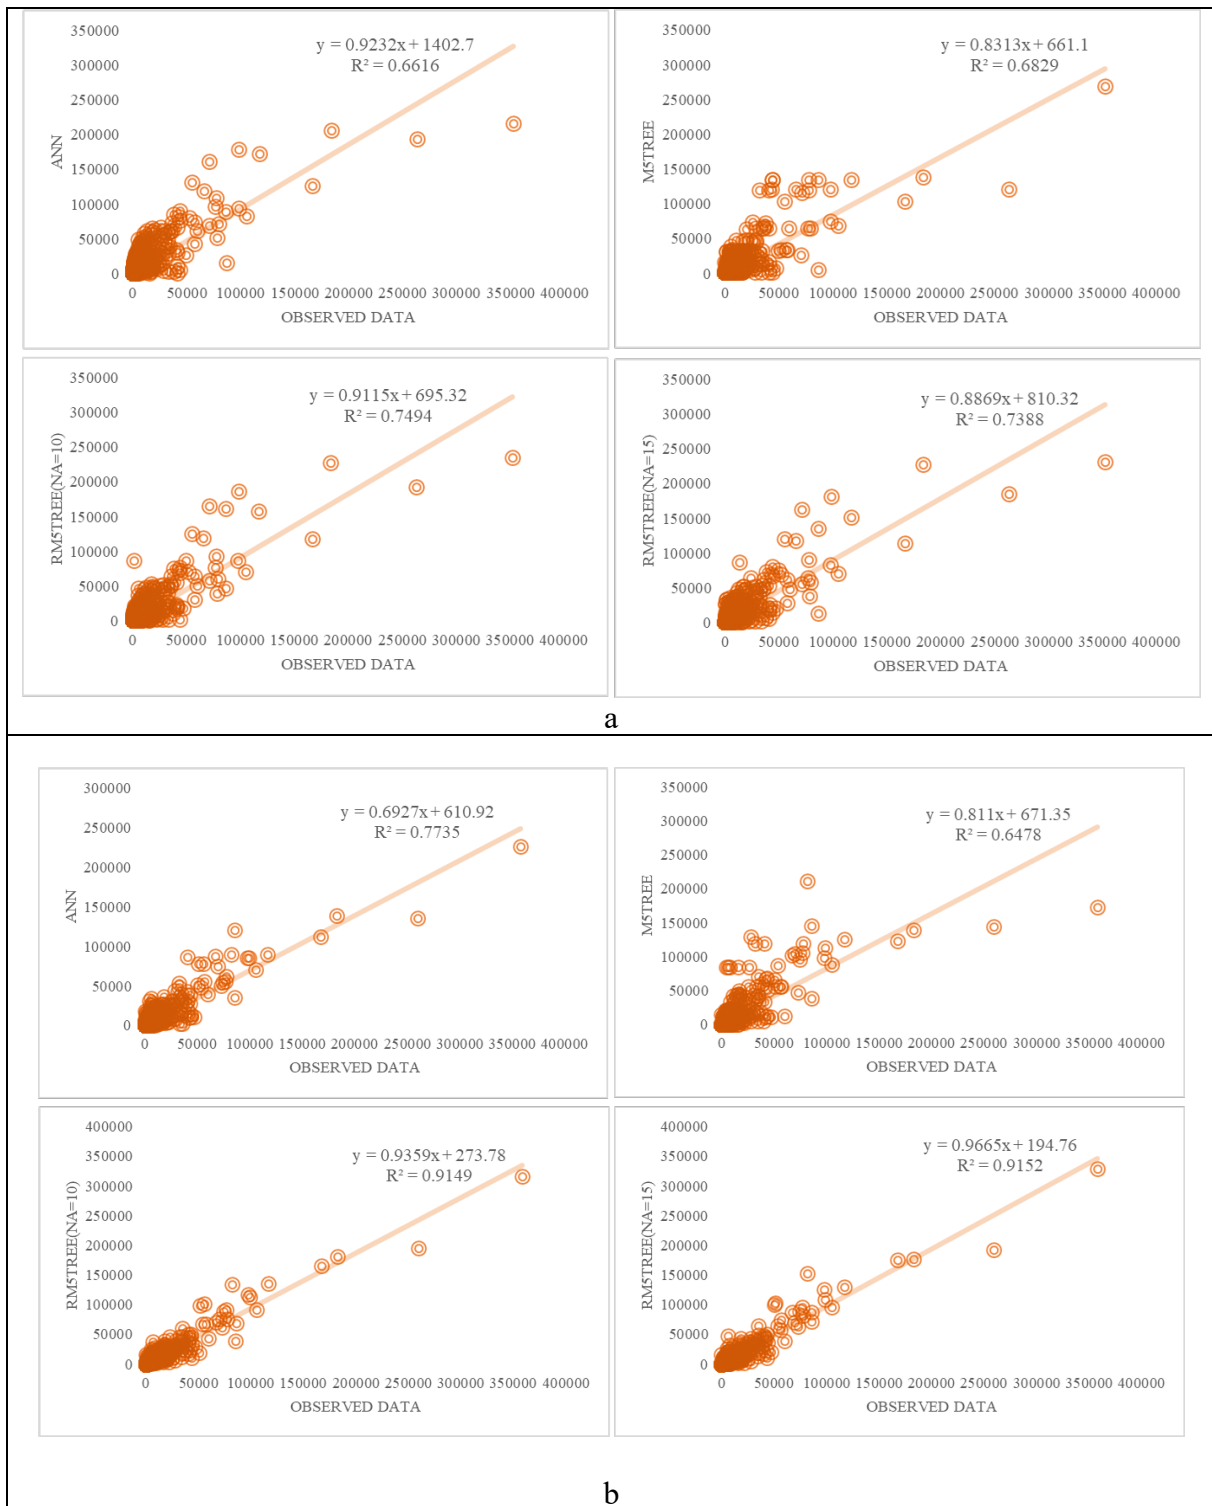 350000
300000
250000
200000
150000
100000
50000
0
ANN
y = 0.9232x + 1402.7
R² = 0.6616
0 50000 100000 150000 200000 250000 300000 350000 400000
OBSERVED DATA
350000
300000
250000
200000
150000
100000
50000
0
M5TREE
y = 0.8313x + 661.1
R² = 0.6829
0 50000 100000 150000 200000 250000 300000 350000 400000
OBSERVED DATA
350000
300000
250000
200000
150000
100000
50000
0
RM5TREE(NA=10)
y = 0.9115x + 695.32
R² = 0.7494
0 50000 100000 150000 200000 250000 300000 350000 400000
OBSERVED DATA
350000
300000
250000
200000
150000
100000
50000
0
RM5TREE(NA=15)
y = 0.8869x + 810.32
R² = 0.7388
0 50000 100000 150000 200000 250000 300000 350000 400000
OBSERVED DATA
a
300000
250000
200000
150000
100000
50000
0
ANN
y = 0.6927x + 610.92
R² = 0.7735
0 50000 100000 150000 200000 250000 300000 350000 400000
OBSERVED DATA
350000
300000
250000
200000
150000
100000
50000
0
M5TREE
y = 0.811x + 671.35
R² = 0.6478
0 50000 100000 150000 200000 250000 300000 350000 400000
OBSERVED DATA
400000
350000
300000
250000
200000
150000
100000
50000
0
RM5TREE(NA=10)
y = 0.9359x + 273.78
R² = 0.9149
0 50000 100000 150000 200000 250000 300000 350000 400000
OBSERVED DATA
400000
350000
300000
250000
200000
150000
100000
50000
0
RM5TREE(NA=15)
y = 0.9665x + 194.76
R² = 0.9152
0 50000 100000 150000 200000 250000 300000 350000 400000
OBSERVED DATA
b